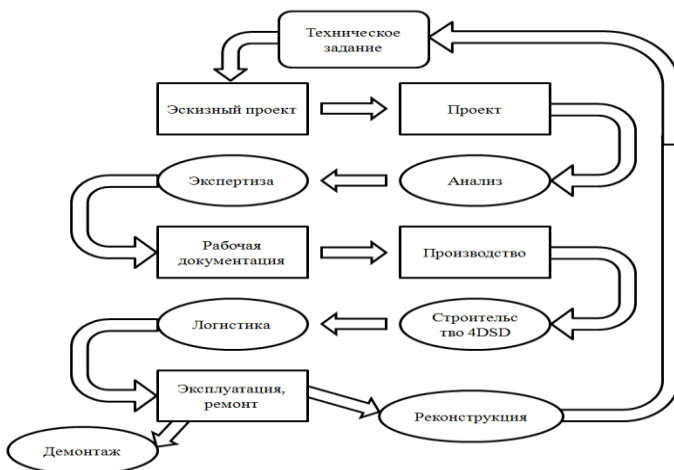 Техническое
задание
Эскизный проект
Проект
Экспертиза
Анализ
Рабочая
документация
Производство
Логистика
Строительс
тво 4DSD
Эксплуатация,
ремонт
Реконструкция
Демонтаж